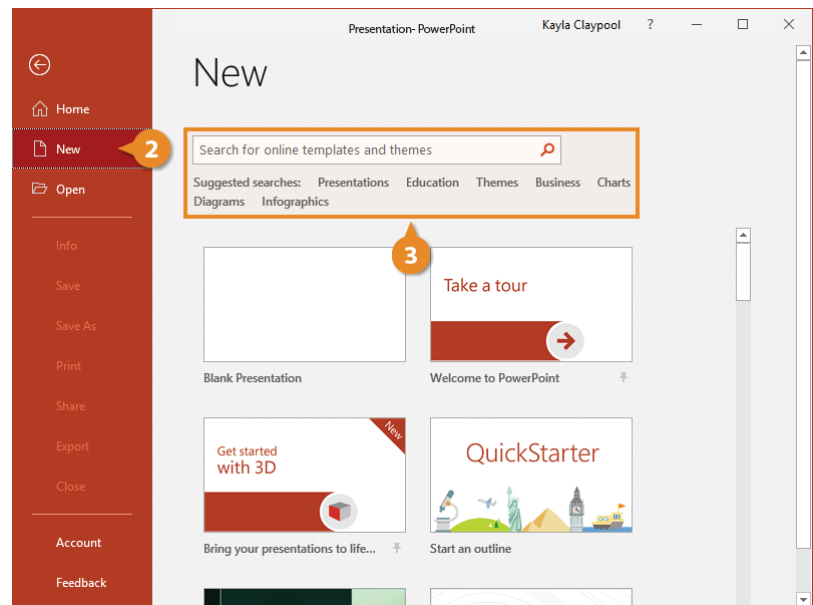 Presentation- PowerPoint
Kayla Claypool
?
New
Home
New
2
Open
Info
Save
Save As
Print
Share
Export
Close
Account
Feedback
Search for online templates and themes
Suggested searches: Presentations Education Themes Business Charts
Diagrams Infographics
3
Take a tour
Blank Presentation
Welcome to PowerPoint
Get started
with 3D
New
QuickStarter
Bring your presentations to life...
Start an outline